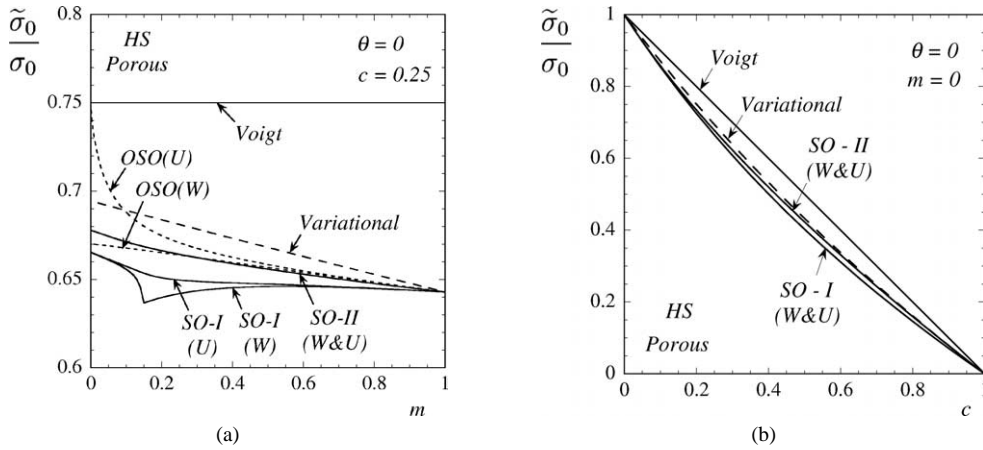 σ̃₀
σ₀
0.8
0.75
0.7
0.65
0.6
HS
Porous
θ = 0
c = 0.25
Voigt
OSO(U)
OSO(W)
Variational
SO-I
(U)
SO-I
(W)
SO-II
(W&U)
0
0.2
0.4
0.6
0.8
1
m
(a)
σ̃₀
σ₀
1
0.8
0.6
0.4
0.2
0
θ = 0
m = 0
Voigt
Variational
SO - II
(W&U)
SO - I
(W&U)
HS
Porous
0
0.2
0.4
0.6
0.8
1
c
(b)